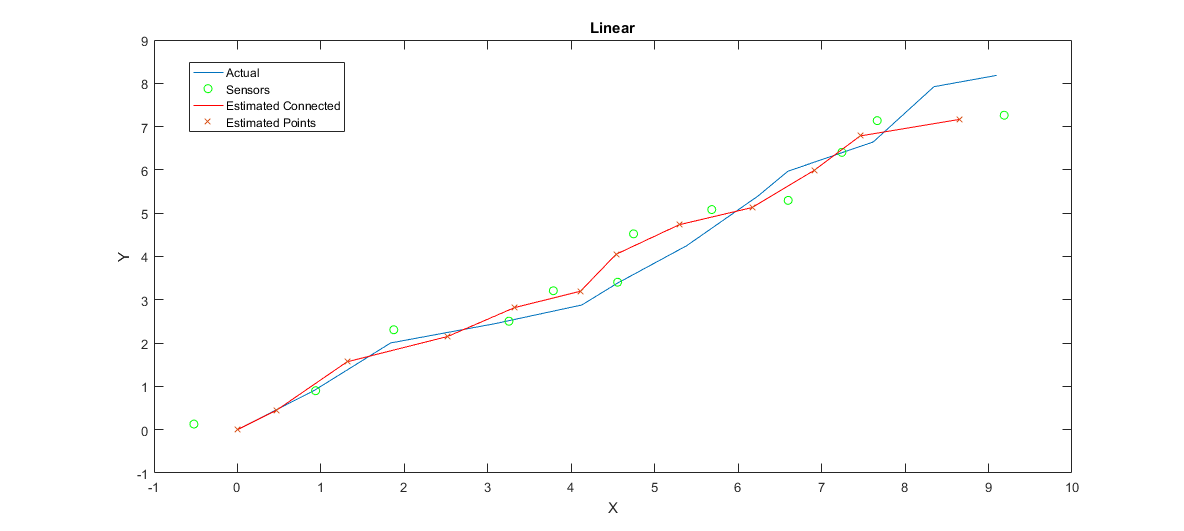 Linear
9
8
7
6
5
4
3
2
1
0
-1
Y
Actual
Sensors
Estimated Connected
Estimated Points
-1 0 1 2 3 4 5 6 7 8 9 10
X